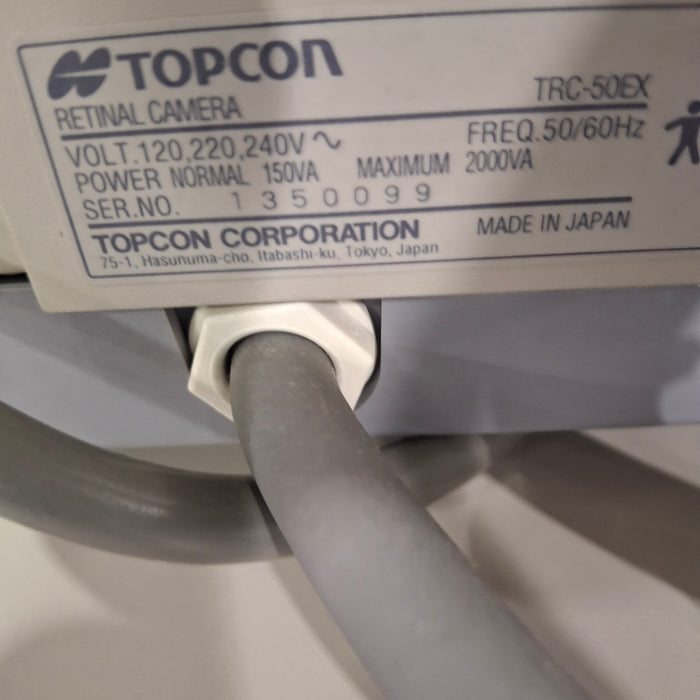 TOPCON
RETINAL CAMERA TRC-50EX
VOLT.120,220,240V~ FREQ.50/60Hz
POWER NORMAL 150VA MAXIMUM 2000VA
SER.NO. 1350099
TOPCON CORPORATION MADE IN JAPAN
75-1, Hasunuma-cho, Itabashi-ku, Tokyo, Japan